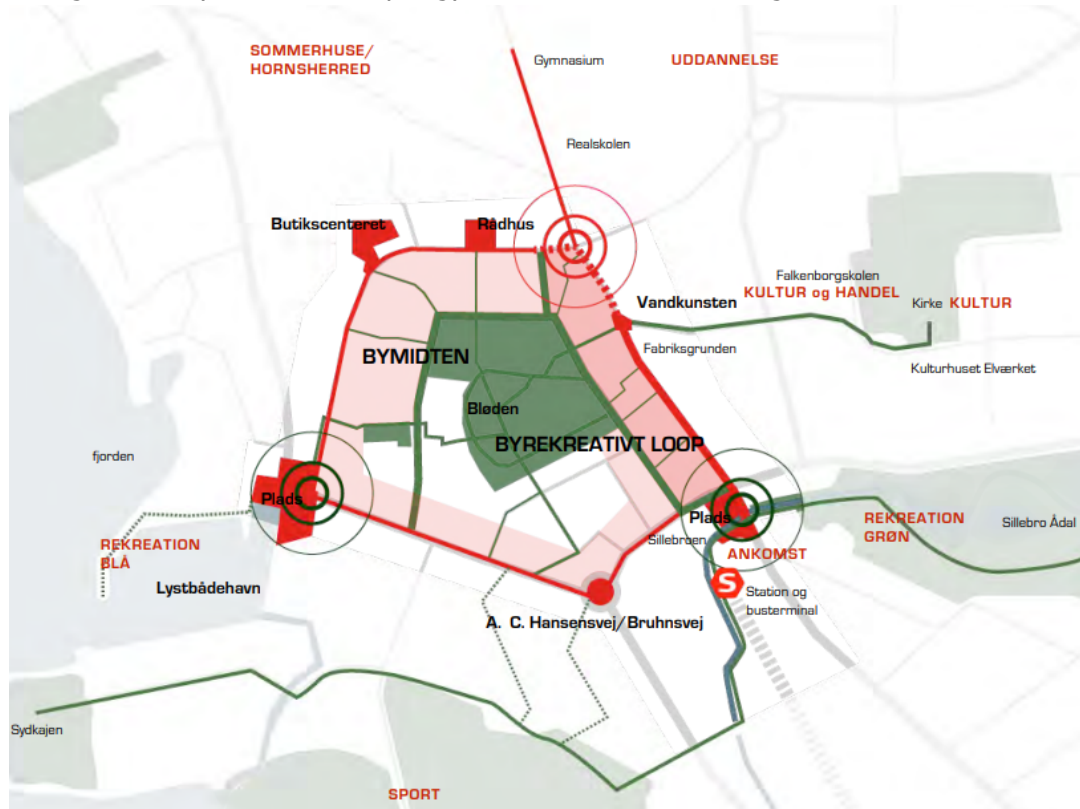 SOMMERHUSE/
HORNSHERRED
Gymnasium
UDDANNELSE
Realskolen
Butikscenteret
Rådhus
Falkenborgskolen
Vandkunsten
KULTUR og HANDEL
Kirke KULTUR
Fabriksgrunden
BYMIDTEN
Kulturhuset Elværket
Bløden
BYREKREATIVT LOOP
fjorden
Plads
Plads
REKREATION
GRØN
Sillebro Ådal
Sillebroen
REKREATION
BLÅ
ANKOMST
Lystbådehavn
S
Station og
busterminal
A. C. Hansensvej/Bruhnsvej
Sydkajen
SPORT